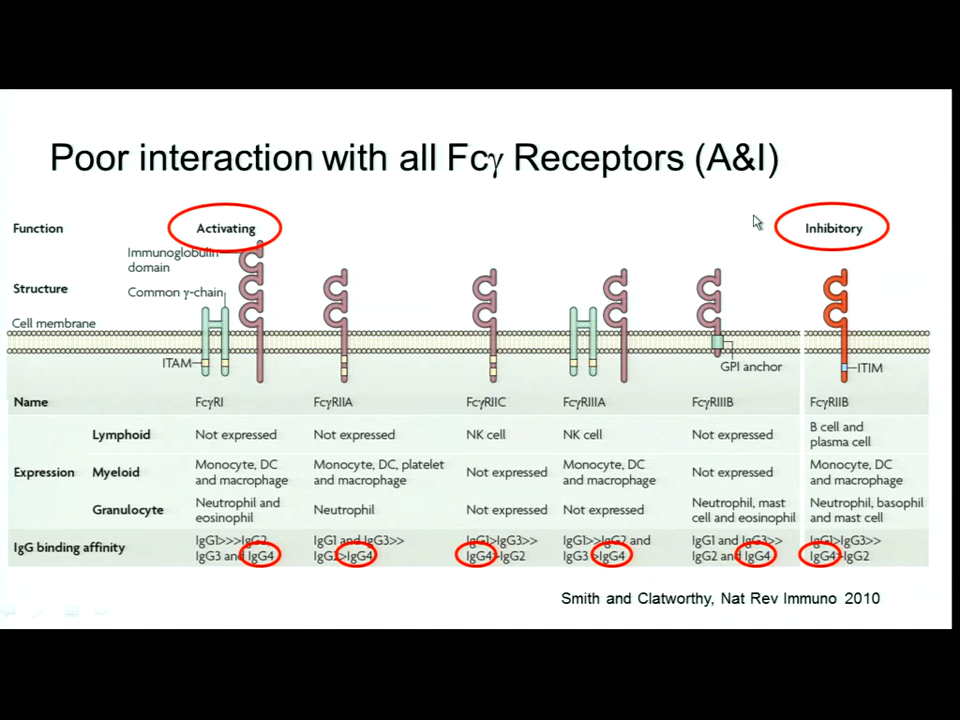 Poor interaction with all Fcγ Receptors (A&I)
Function
Activating
Inhibitory
Immunoglobulin
domain
Structure
Common γ-chain
Cell membrane
ITAM
GPI anchor
ITIM
Name
FcγRI
FcγRIIA
FcγRIIC
FcγRIIIA
FcγRIIIB
FcγRIIB
Expression
Lymphoid
Not expressed
Not expressed
NK cell
NK cell
Not expressed
B cell and
plasma cell
Myeloid
Monocyte, DC
and macrophage
Monocyte, DC, platelet
and macrophage
Not expressed
Monocyte, DC
and macrophage
Not expressed
Monocyte, DC
and macrophage
Granulocyte
Neutrophil and
eosinophil
Neutrophil
Not expressed
Not expressed
Neutrophil, mast
cell and eosinophil
Neutrophil, basophil
and mast cell
IgG binding affinity
IgG1>>>IgG2
IgG3 and IgG4
IgG1 and IgG3>>
IgG2>IgG4
IgG1>IgG3>>
IgG4>IgG2
IgG1>>IgG2 and
IgG3>IgG4
IgG1 and IgG3>>
IgG2 and IgG4
IgG1>IgG3>>
IgG4>IgG2
Smith and Clatworthy, Nat Rev Immuno 2010